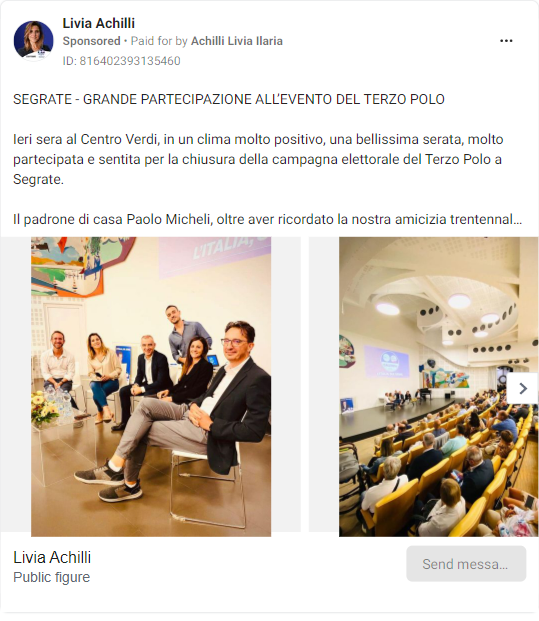 Livia Achilli
Sponsored • Paid for by Achilli Livia Ilaria
ID: 816402393135460
SEGRATE - GRANDE PARTECIPAZIONE ALL'EVENTO DEL TERZO POLO
Ieri sera al Centro Verdi, in un clima molto positivo, una bellissima serata, molto
partecipata e sentita per la chiusura della campagna elettorale del Terzo Polo a
Segrate.
Il padrone di casa Paolo Micheli, oltre aver ricordato la nostra amicizia trentennal...
L'ITALIA,
Livia Achilli
Public figure
Send messa...